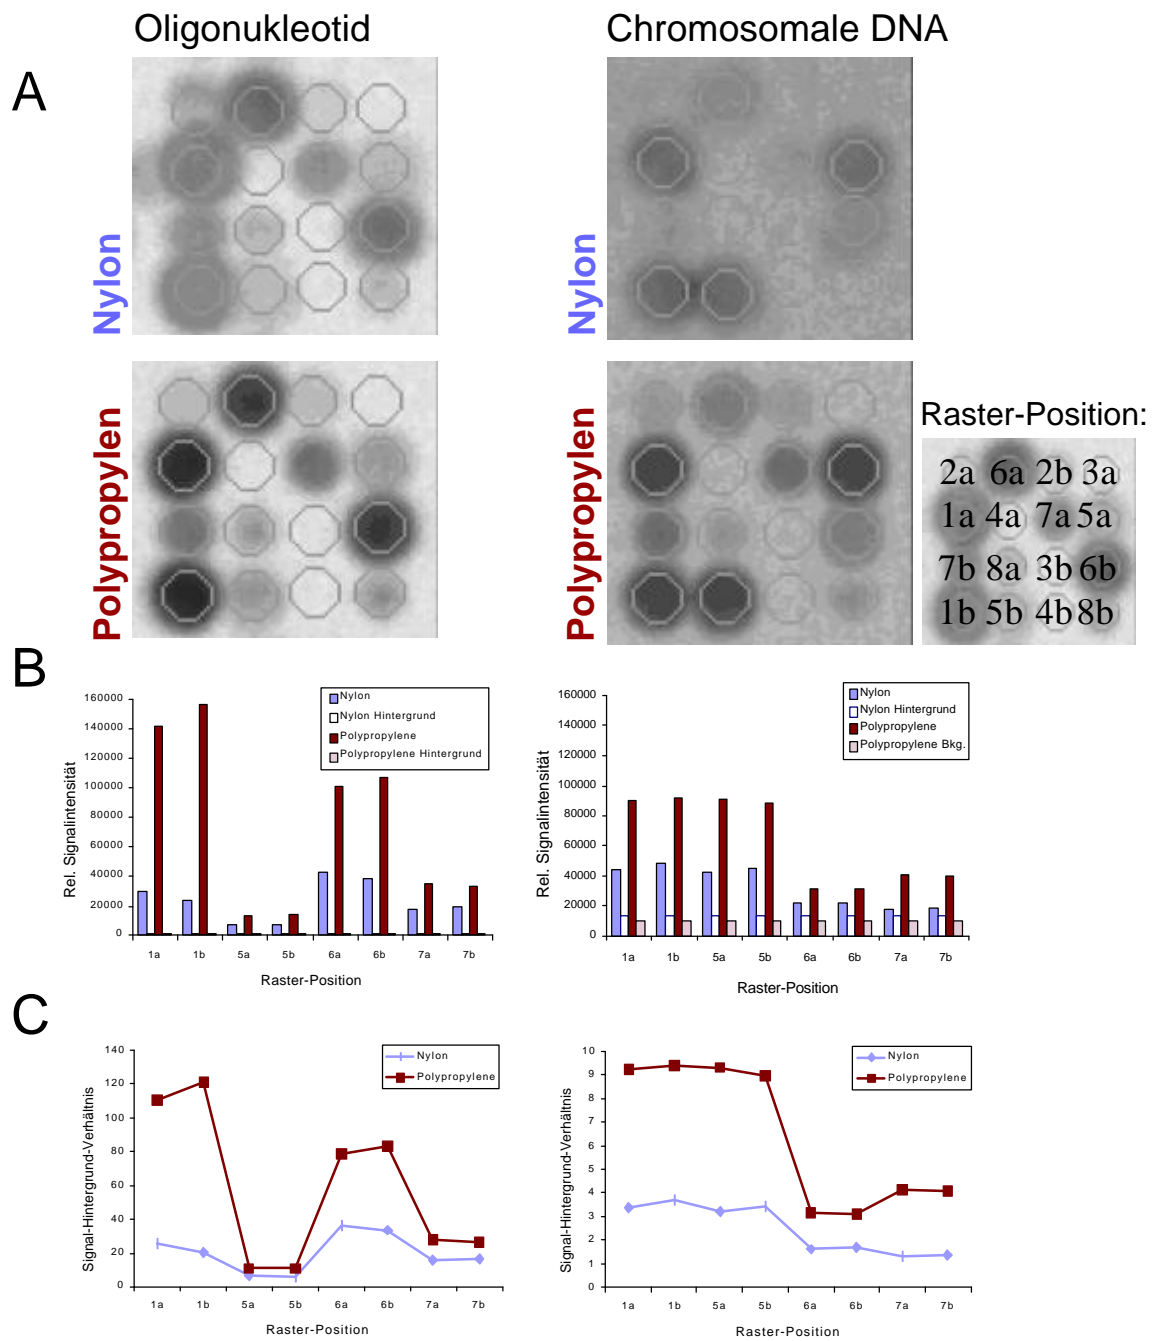 Oligonukleotid
Chromosomale DNA
A
Nylon
Nylon
Polypropylen
Polypropylen
Raster-Position:
2a 6a 2b 3a
1a 4a 7a 5a
7b 8a 3b 6b
1b 5b 4b 8b
B
Rel. Signalintensität
160000
140000
120000
100000
80000
60000
40000
20000
0
Nylon
Nylon Hintergrund
Polypropylene
Polypropylene Hintergrund
1a 1b 5a 5b 6a 6b 7a 7b
Raster-Position
Rel. Signalintensität
160000
140000
120000
100000
80000
60000
40000
20000
0
Nylon
Nylon Hintergrund
Polypropylene
Polypropylene Bkg.
1a 1b 5a 5b 6a 6b 7a 7b
Raster-Position
C
Signal-Hintergrund-Verhältnis
140
120
100
80
60
40
20
0
Nylon
Polypropylene
1a 1b 5a 5b 6a 6b 7a 7b
Raster-Position
Signal-Hintergrund-Verhältnis
10
9
8
7
6
5
4
3
2
1
0
Nylon
Polypropylene
1a 1b 5a 5b 6a 6b 7a 7b
Raster-Position